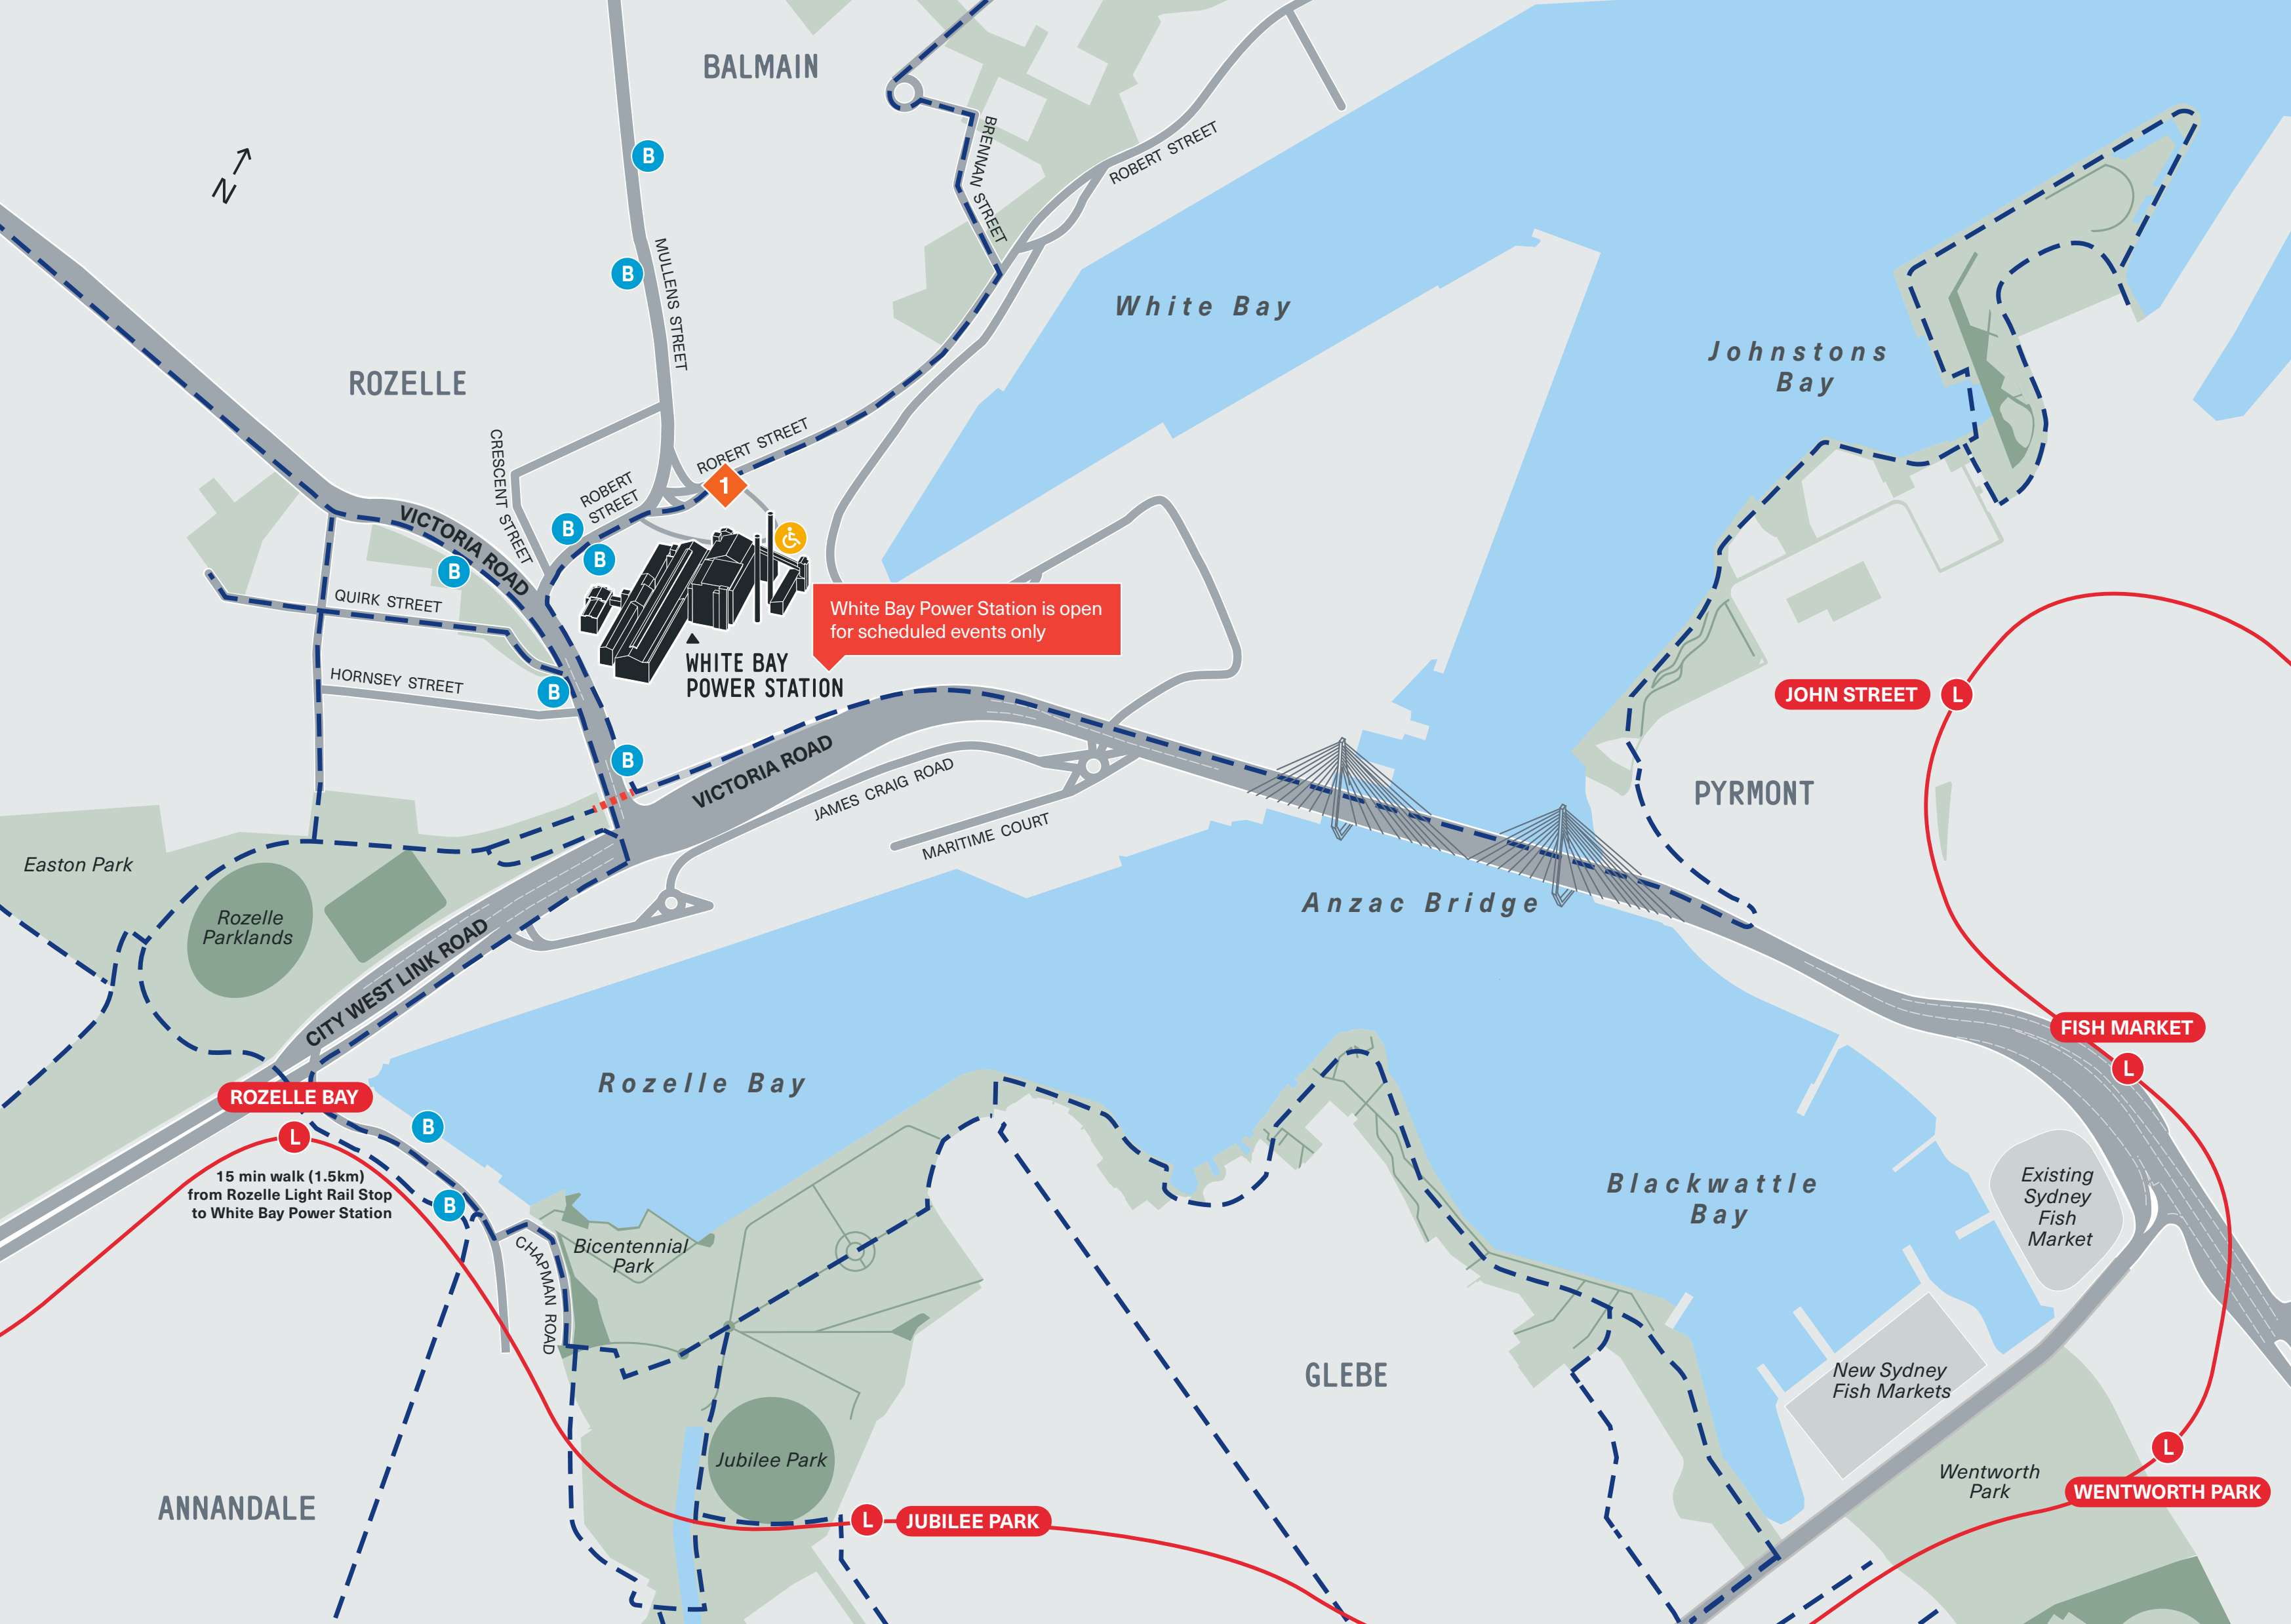 BALMAIN
B
BRENNAN STREET
ROBERT STREET
N
B
MULLENS STREET
White Bay
Johnstons
Bay
ROZELLE
CRESCENT STREET
ROBERT STREET
1
ROBERT
STREET
VICTORIA ROAD
B
B
B
QUIRK STREET
White Bay Power Station is open
for scheduled events only
HORNSEY STREET
B
WHITE BAY
POWER STATION
JOHN STREET
L
B
VICTORIA ROAD
JAMES CRAIG ROAD
MARITIME COURT
PYRMONT
Easton Park
Rozelle
Parklands
Anzac Bridge
CITY WEST LINK ROAD
FISH MARKET
L
Rozelle Bay
ROZELLE BAY
L
B
15 min walk (1.5km)
from Rozelle Light Rail Stop
to White Bay Power Station
B
Blackwattle
Bay
Existing
Sydney
Fish
Market
CHAPMAN ROAD
Bicentennial
Park
GLEBE
New Sydney
Fish Markets
Jubilee Park
L
Wentworth
Park
WENTWORTH PARK
ANNANDALE
L
JUBILEE PARK